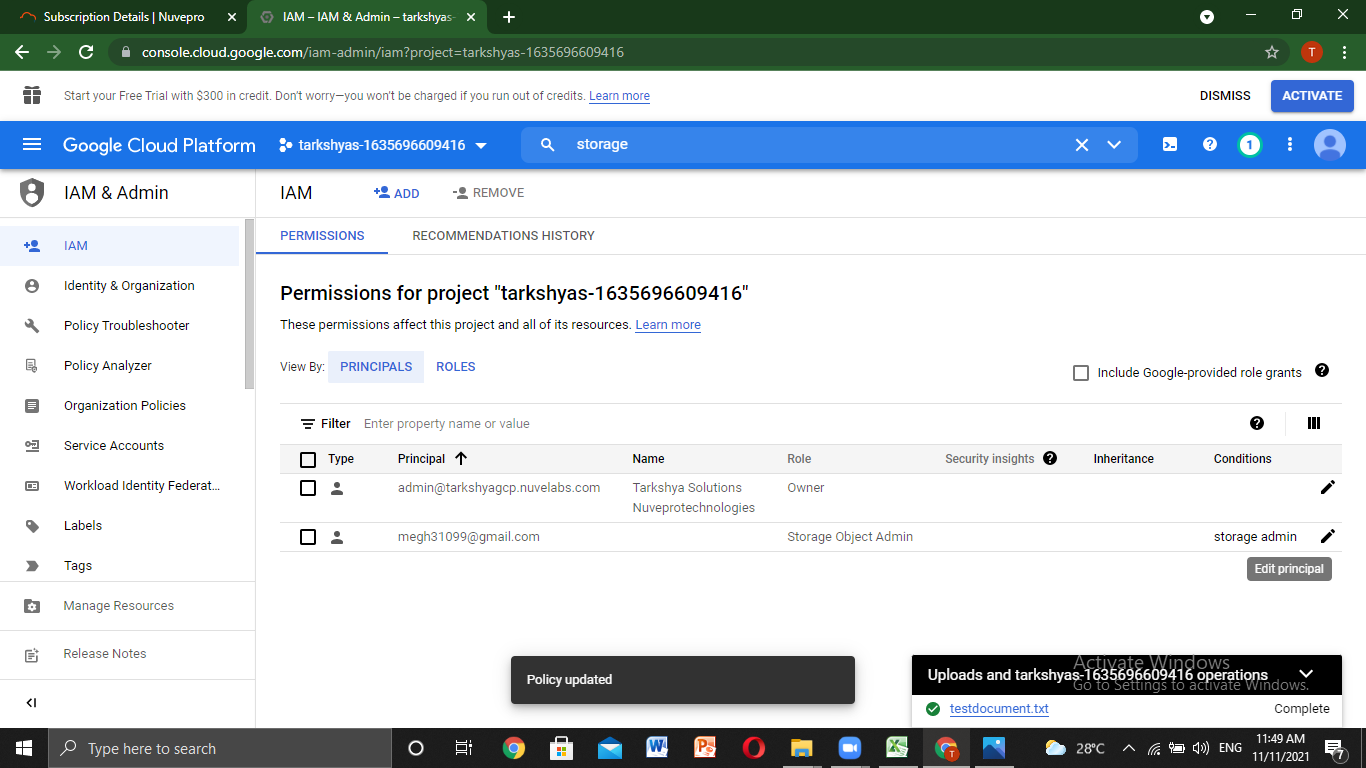 Subscription Details | Nuvepro
IAM – IAM & Admin – tarkshyas-
console.cloud.google.com/iam-admin/iam?project=tarkshyas-1635696609416
T
Start your Free Trial with $300 in credit. Don't worry—you won't be charged if you run out of credits. Learn more
DISMISS
ACTIVATE
Google Cloud Platform
tarkshyas-1635696609416
storage
1
IAM & Admin
IAM
Identity & Organization
Policy Troubleshooter
Policy Analyzer
Organization Policies
Service Accounts
Workload Identity Federat...
Labels
Tags
Manage Resources
Release Notes
IAM
ADD
REMOVE
PERMISSIONS
RECOMMENDATIONS HISTORY
Permissions for project "tarkshyas-1635696609416"
These permissions affect this project and all of its resources. Learn more
View By: PRINCIPALS ROLES
Include Google-provided role grants
Filter Enter property name or value
Type Principal Name Role Security insights Inheritance Conditions
admin@tarkshyagcp.nuvelabs.com Tarkshya Solutions Owner
Nuveprotechnologies
megh31099@gmail.com Storage Object Admin storage admin
Edit principal
Policy updated
Activate Windows
Go to Settings to activate Windows.
Uploads and tarkshyas-1635696609416 operations
testdocument.txt Complete
Type here to search
28°C
ENG
11:49 AM
11/11/2021
7